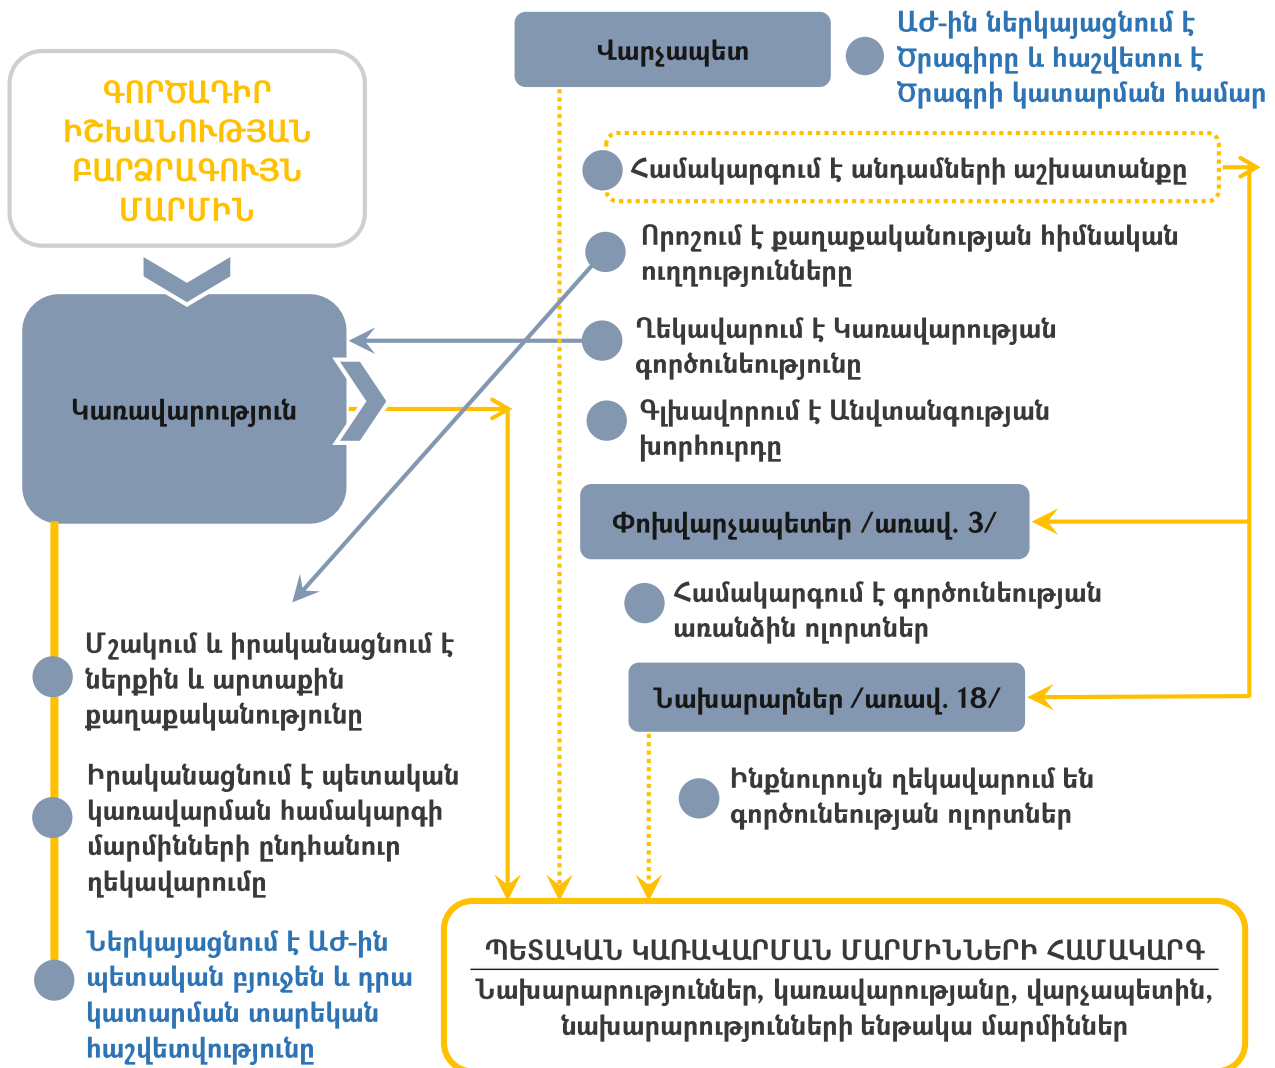 ԳՈՐԾԱԴԻՐ
ԻՇԽԱՆՈՒԹՅԱՆ
ԲԱՐՁՐԱԳՈՒՅՆ
ՄԱՐՄԻՆ
Կառավարություն
Մշակում և իրականացնում է
ներքին և արտաքին
քաղաքականությունը
Իրականացնում է պետական
կառավարման համակարգի
մարմինների ընդհանուր
ղեկավարումը
Ներկայացնում է ԱԺ-ին
պետական բյուջեն և դրա
կատարման տարեկան
հաշվետվությունը
Վարչապետ
ԱԺ-ին ներկայացնում է
Ծրագիրը և հաշվետու է
Ծրագրի կատարման համար
Համակարգում է անդամների աշխատանքը
Որոշում է քաղաքականության հիմնական
ուղղությունները
Ղեկավարում է Կառավարության
գործունեությունը
Գլխավորում է Անվտանգության
խորհուրդը
Փոխվարչապետեր /առավ. 3/
Համակարգում է գործունեության
առանձին ոլորտներ
Նախարարներ /առավ. 18/
Ինքնուրույն ղեկավարում են
գործունեության ոլորտներ
ՊԵՏԱԿԱՆ ԿԱՌԱՎԱՐՄԱՆ ՄԱՐՄԻՆՆԵՐԻ ՀԱՄԱԿԱՐԳ
Նախարարություններ, կառավարությանը, վարչապետին,
նախարարությունների ենթակա մարմիններ